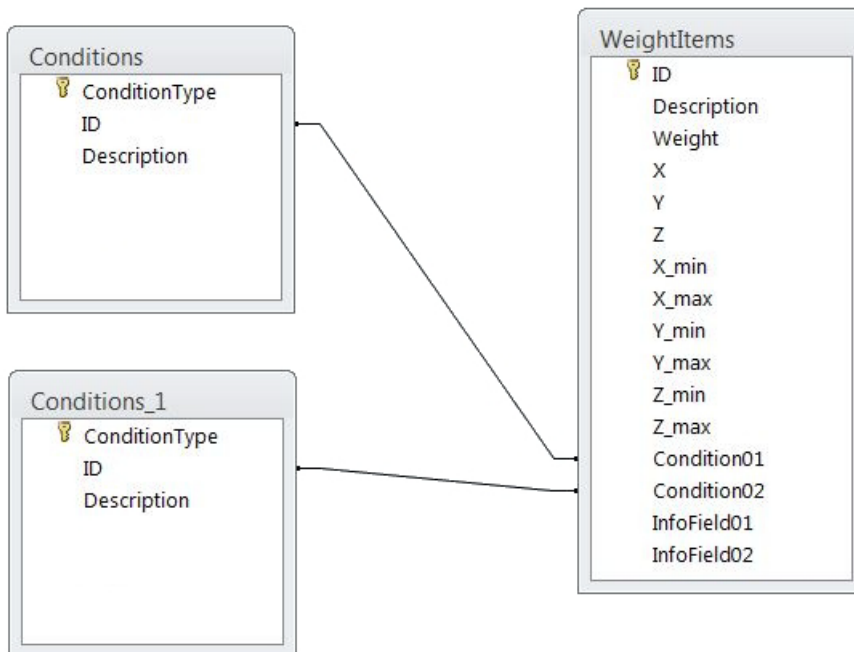 Conditions
ConditionType
ID
Description
Conditions_1
ConditionType
ID
Description
WeightItems
ID
Description
Weight
X
Y
Z
X_min
X_max
Y_min
Y_max
Z_min
Z_max
Condition01
Condition02
InfoField01
InfoField02